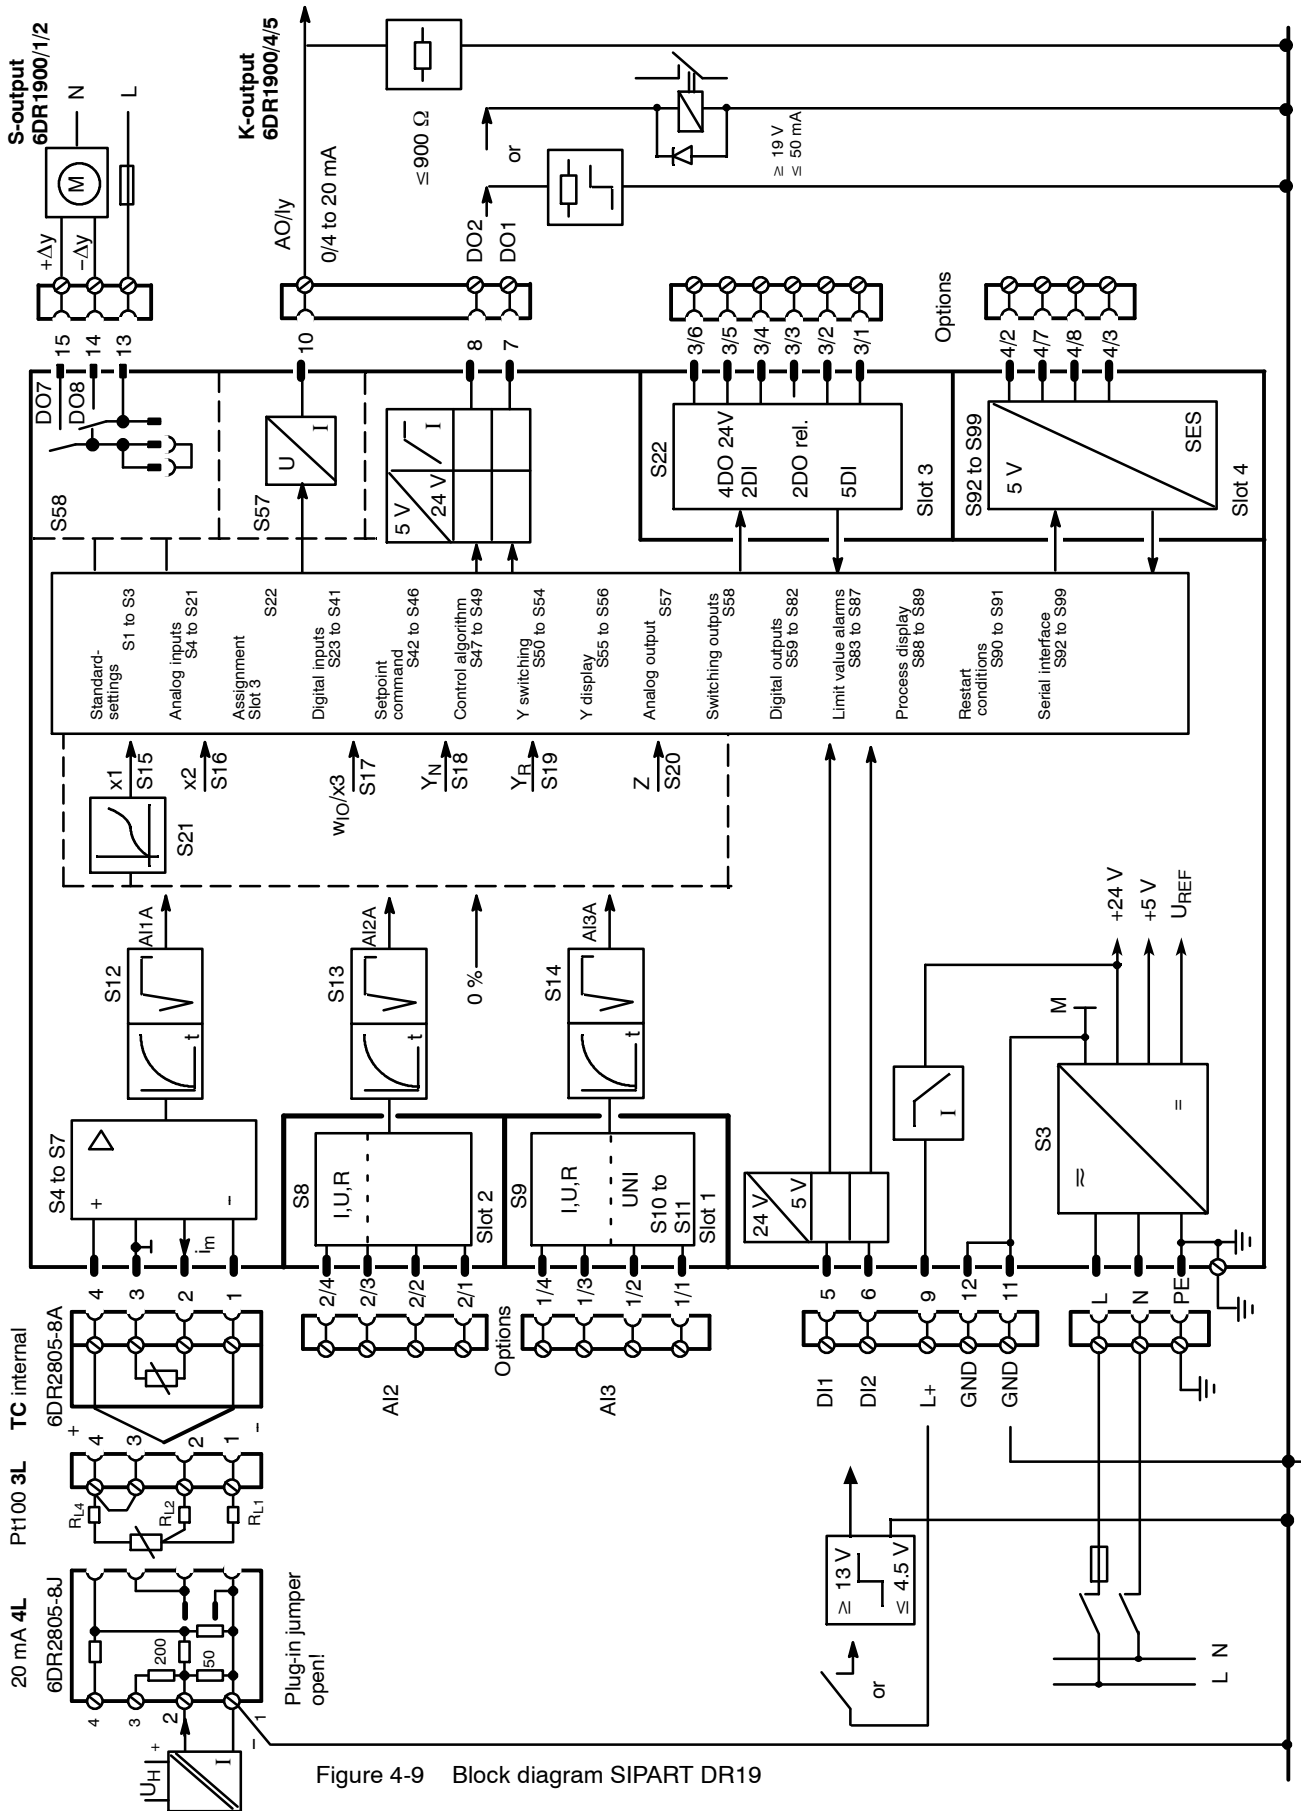 S-output
6DR1900/1/2
N
L
M
+Δy
−Δy
15
14
13
DO7
DO8
S58
K-output
6DR1900/4/5
AO/Iy
0/4 to 20 mA
≤ 900 Ω
or
≥ 19 V
≤ 50 mA
DO2
DO1
10
8
7
S57
U
I
5 V
24 V
I
3/6
3/5
3/4
3/3
3/2
3/1
S22
4DO 24V
2DI
2DO rel.
5DI
Slot 3
Options
4/2
4/7
4/8
4/3
S92 to S99
5 V
SES
Slot 4
Standard-
settings
S1 to S3
Analog inputs
S4 to S21
Assignment
Slot 3
S22
Digital inputs
S23 to S41
Setpoint
command
S42 to S46
Control algorithm
S47 to S49
Y switching
S50 to S54
Y display
S55 to S56
Analog output
S57
Switching outputs
S58
Digital outputs
S59 to S82
Limit value alarms
S83 to S87
Process display
S88 to S89
Restart
conditions
S90 to S91
Serial interface
S92 to S99
x1
S15
x2
S16
wIO/x3
S17
YN
S18
YR
S19
Z
S20
S21
AI1A
AI2A
0 %
AI3A
S12
t
S13
t
S14
t
S4 to S7
+
−
im
S8
I,U,R
Slot 2
S9
I,U,R
UNI
S10 to
S11
Slot 1
24 V
5 V
I
M
+24 V
+5 V
UREF
S3
≈
=
4
3
2
1
2/4
2/3
2/2
2/1
1/4
1/3
1/2
1/1
5
6
9
12
11
L
N
PE
TC internal
6DR2805-8A
+
−
Options
AI2
AI3
DI1
DI2
L+
GND
GND
Pt100 3L
4
3
2
1
RL4
RL2
RL1
20 mA 4L
6DR2805-8J
200
50
4
3
2
1
Plug-in jumper
open!
UH
+
−
I
≥ 13 V
≤ 4.5 V
or
L
N
Figure 4-9 Block diagram SIPART DR19